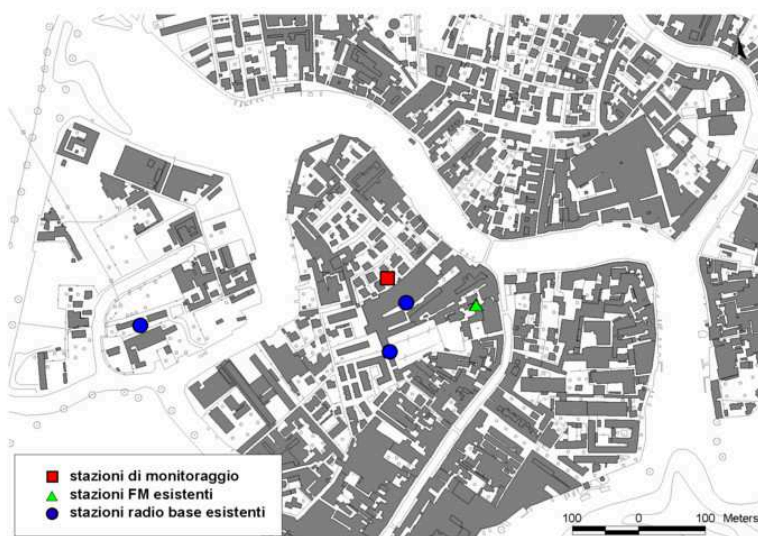 stazioni di monitoraggio
stazioni FM esistenti
stazioni radio base esistenti
100 0 100 Meters